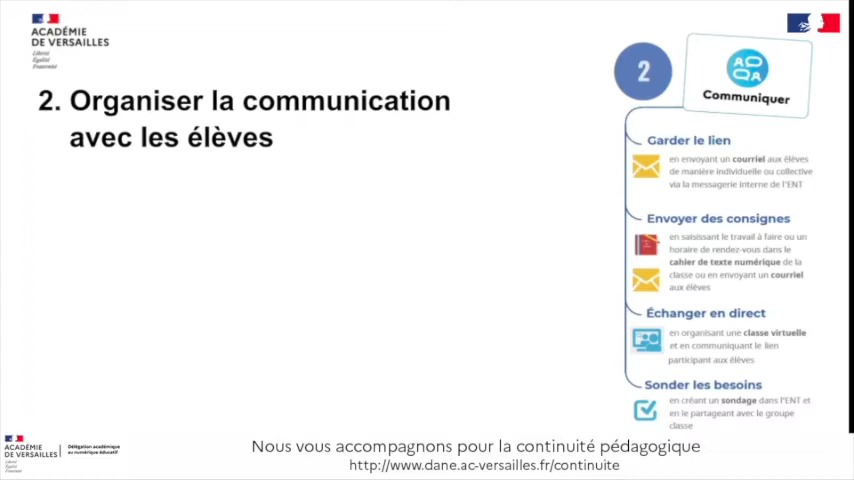 ACADÉMIE
DE VERSAILLES
Liberté
Égalité
Fraternité
2. Organiser la communication
avec les élèves
2
Communiquer
Garder le lien
en envoyant un courriel aux élèves
de manière individuelle ou collective
via la messagerie interne de l'ENT
Envoyer des consignes
en saisissant le travail à faire ou un
horaire de rendez-vous dans le
cahier de texte numérique de la
classe ou en envoyant un courriel
aux élèves
Échanger en direct
en organisant une classe virtuelle
et en communiquant le lien
participant aux élèves
Sonder les besoins
en créant un sondage dans l'ENT et
en le partageant avec le groupe
classe
ACADÉMIE
DE VERSAILLES
Liberté
Égalité
Fraternité
Délégation académique
au numérique éducatif
Nous vous accompagnons pour la continuité pédagogique
http://www.dane.ac-versailles.fr/continuite